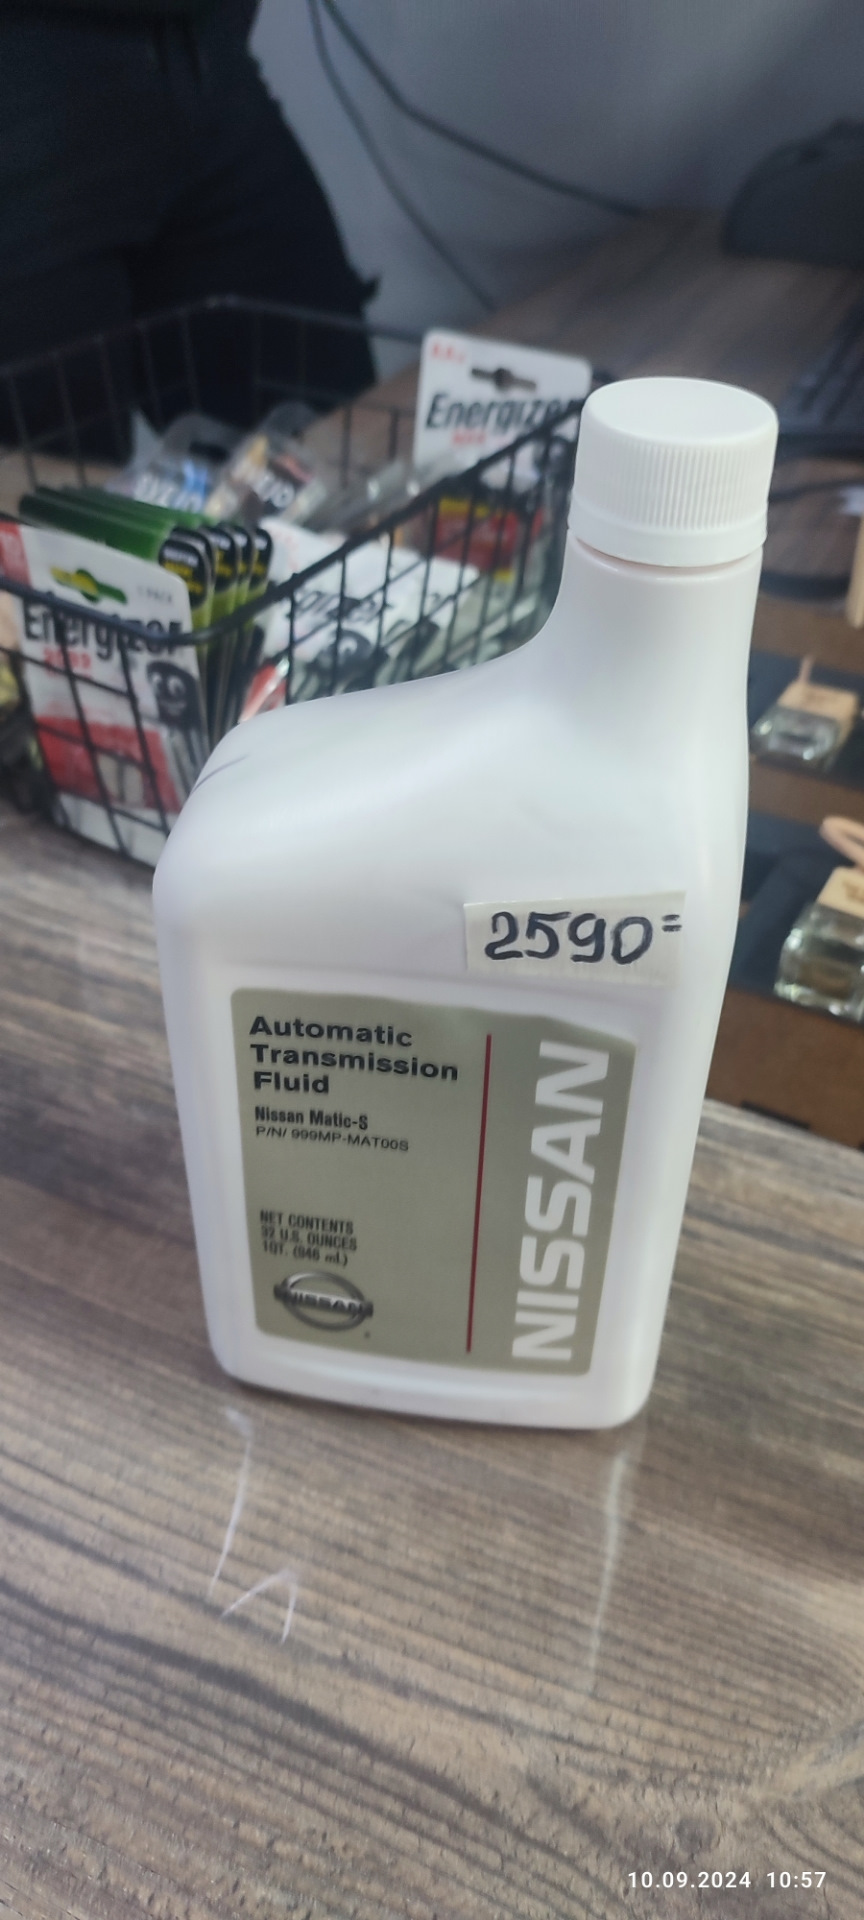 Energizer
Energizer
2590=
Automatic
Transmission
Fluid
Nissan Matic-S
P/N/ 999MP-MAT00S
NET CONTENTS
32 U.S. OUNCES
1QT. (946 mL)
NISSAN
NISSAN
10.09.2024 10:57